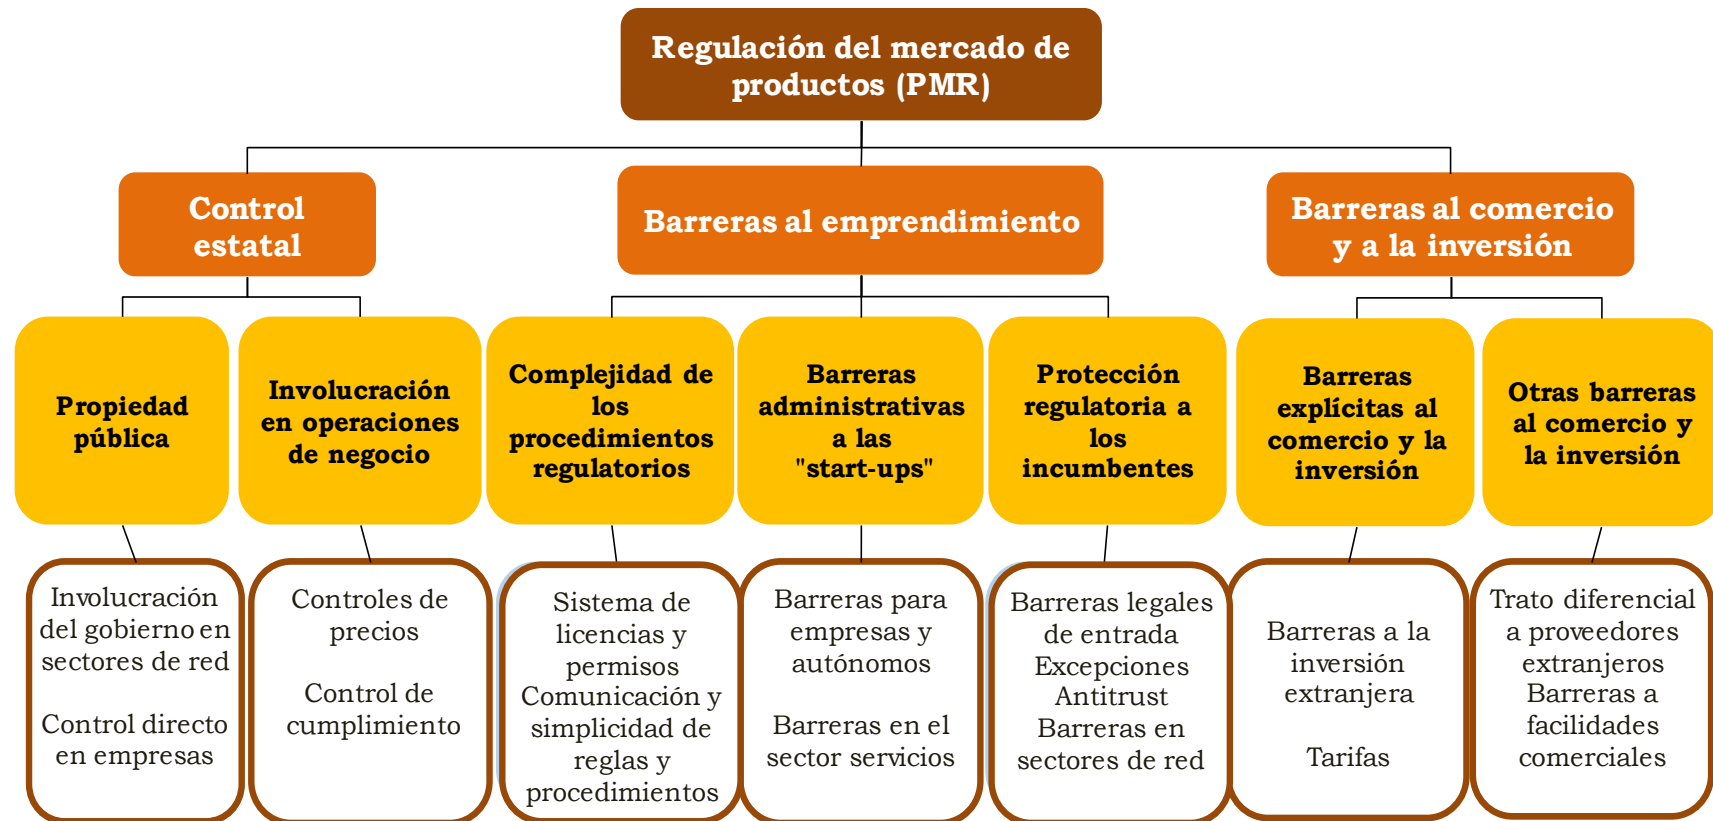 Regulación del mercado de
productos (PMR)
Control
estatal
Barreras al emprendimiento
Barreras al comercio
y a la inversión
Propiedad
pública
Involucración
en operaciones
de negocio
Complejidad de
los
procedimientos
regulatorios
Barreras
administrativas
a las
"start-ups"
Protección
regulatoria a
los
incumbentes
Barreras
explícitas al
comercio y la
inversión
Otras barreras
al comercio y
la inversión
Involucración
del gobierno en
sectores de red
Control directo
en empresas
Controles de
precios
Control de
cumplimiento
Sistema de
licencias y
permisos
Comunicación y
simplicidad de
reglas y
procedimientos
Barreras para
empresas y
autónomos
Barreras en el
sector servicios
Barreras legales
de entrada
Excepciones
Antitrust
Barreras en
sectores de red
Barreras a la
inversión
extranjera
Tarifas
Trato diferencial
a proveedores
extranjeros
Barreras a
facilidades
comerciales